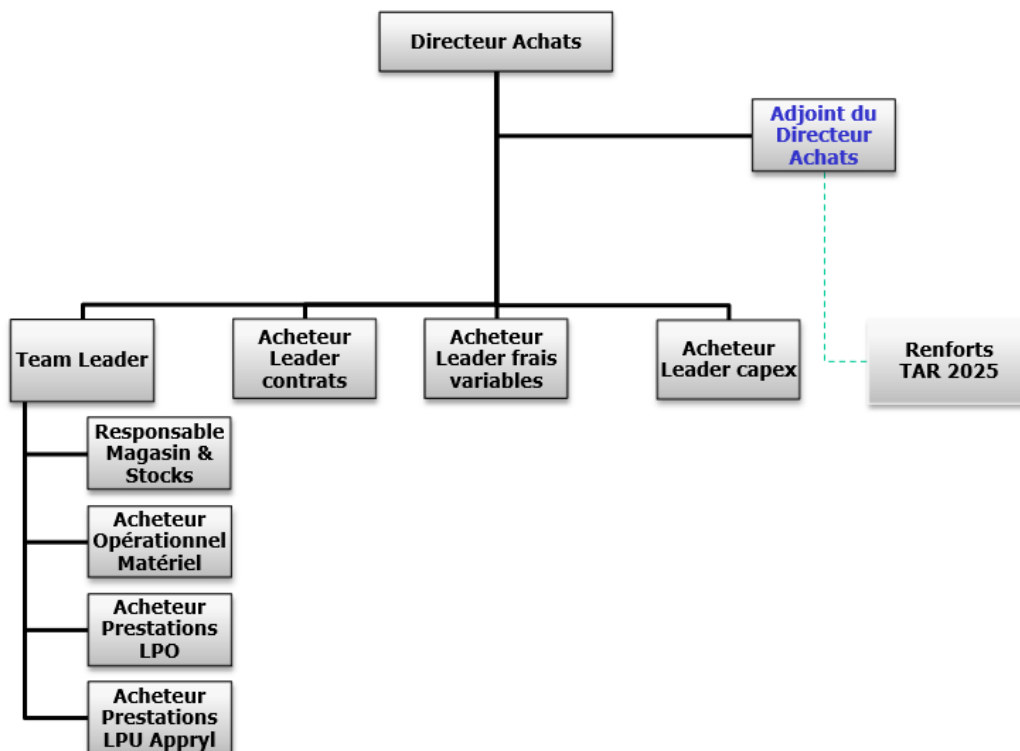 Directeur Achats
Adjoint du
Directeur
Achats
Team Leader
Acheteur
Leader
contrats
Acheteur
Leader frais
variables
Acheteur
Leader capex
Renforts
TAR 2025
Responsable
Magasin &
Stocks
Acheteur
Opérationnel
Matériel
Acheteur
Prestations
LPO
Acheteur
Prestations
LPU Appryl